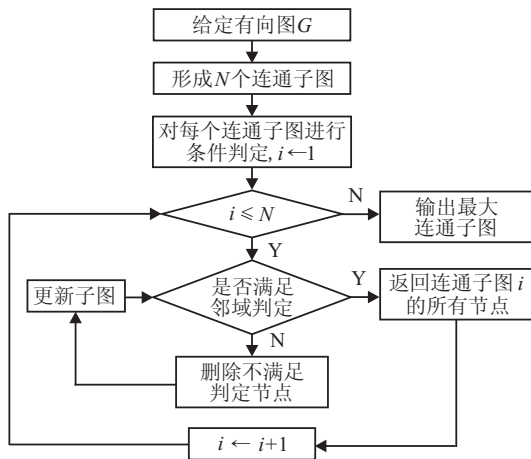 给定有向图G
形成N个连通子图
对每个连通子图进行
条件判定, i←1
i≤N
N
输出最大
连通子图
Y
更新子图
是否满足
邻域判定
Y
返回连通子图 i
的所有节点
N
删除不满足
判定节点
i ← i+1